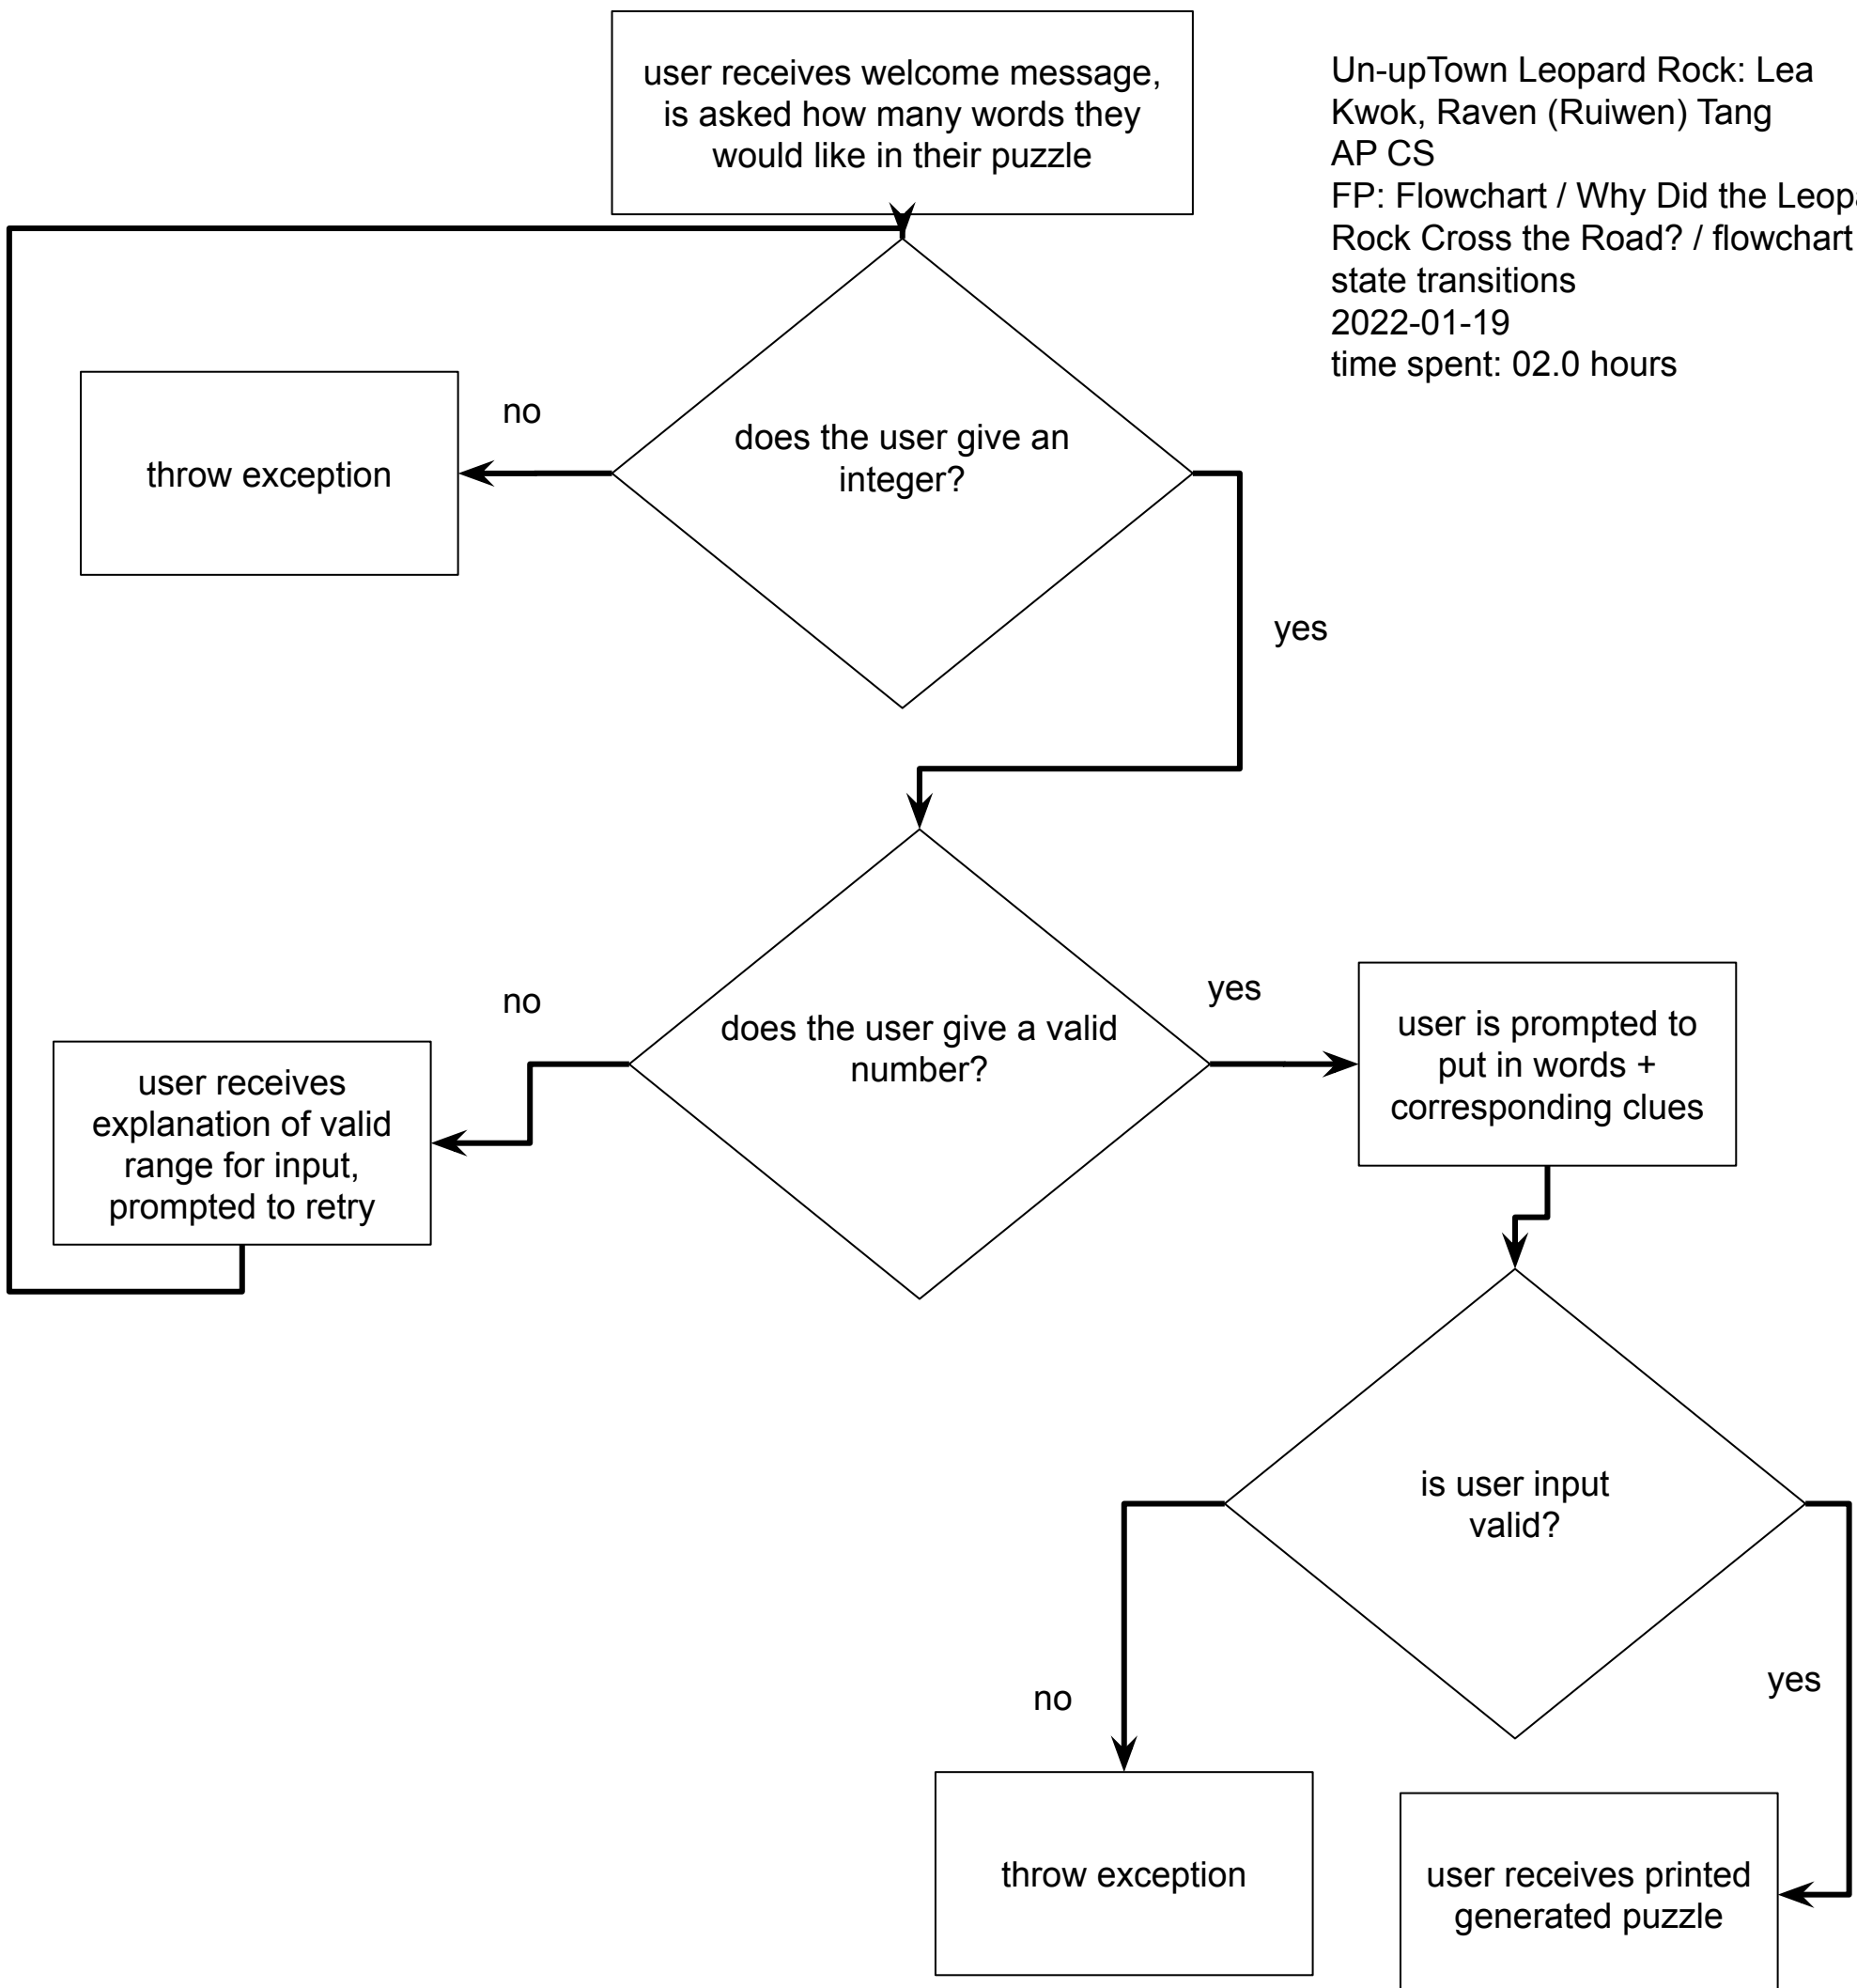 user receives welcome message,
is asked how many words they
would like in their puzzle
Un-upTown Leopard Rock: Lea
Kwok, Raven (Ruiwen) Tang
AP CS
FP: Flowchart / Why Did the
Rock Cross the Road? / flowchart
state transitions
2022-01-19
time spent: 02.0 hours
no
does the user give an
integer?
throw exception
yes
no
does the user give a valid
number?
yes
user is prompted to
put in words +
corresponding clues
user receives
explanation of valid
range for input,
prompted to retry
is user input
valid?
no
yes
throw exception
user receives printed
generated puzzle